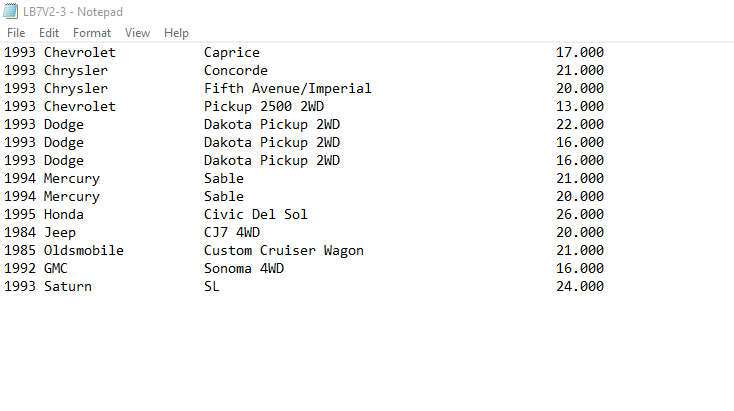 LB7V2-3 - Notepad
File Edit Format View Help
1993 Chevrolet Caprice 17.000
1993 Chrysler Concorde 21.000
1993 Chrysler Fifth Avenue/Imperial 20.000
1993 Chevrolet Pickup 2500 2WD 13.000
1993 Dodge Dakota Pickup 2WD 22.000
1993 Dodge Dakota Pickup 2WD 16.000
1993 Dodge Dakota Pickup 2WD 16.000
1994 Mercury Sable 21.000
1994 Mercury Sable 20.000
1995 Honda Civic Del Sol 26.000
1984 Jeep CJ7 4WD 20.000
1985 Oldsmobile Custom Cruiser Wagon 21.000
1992 GMC Sonoma 4WD 16.000
1993 Saturn SL 24.000